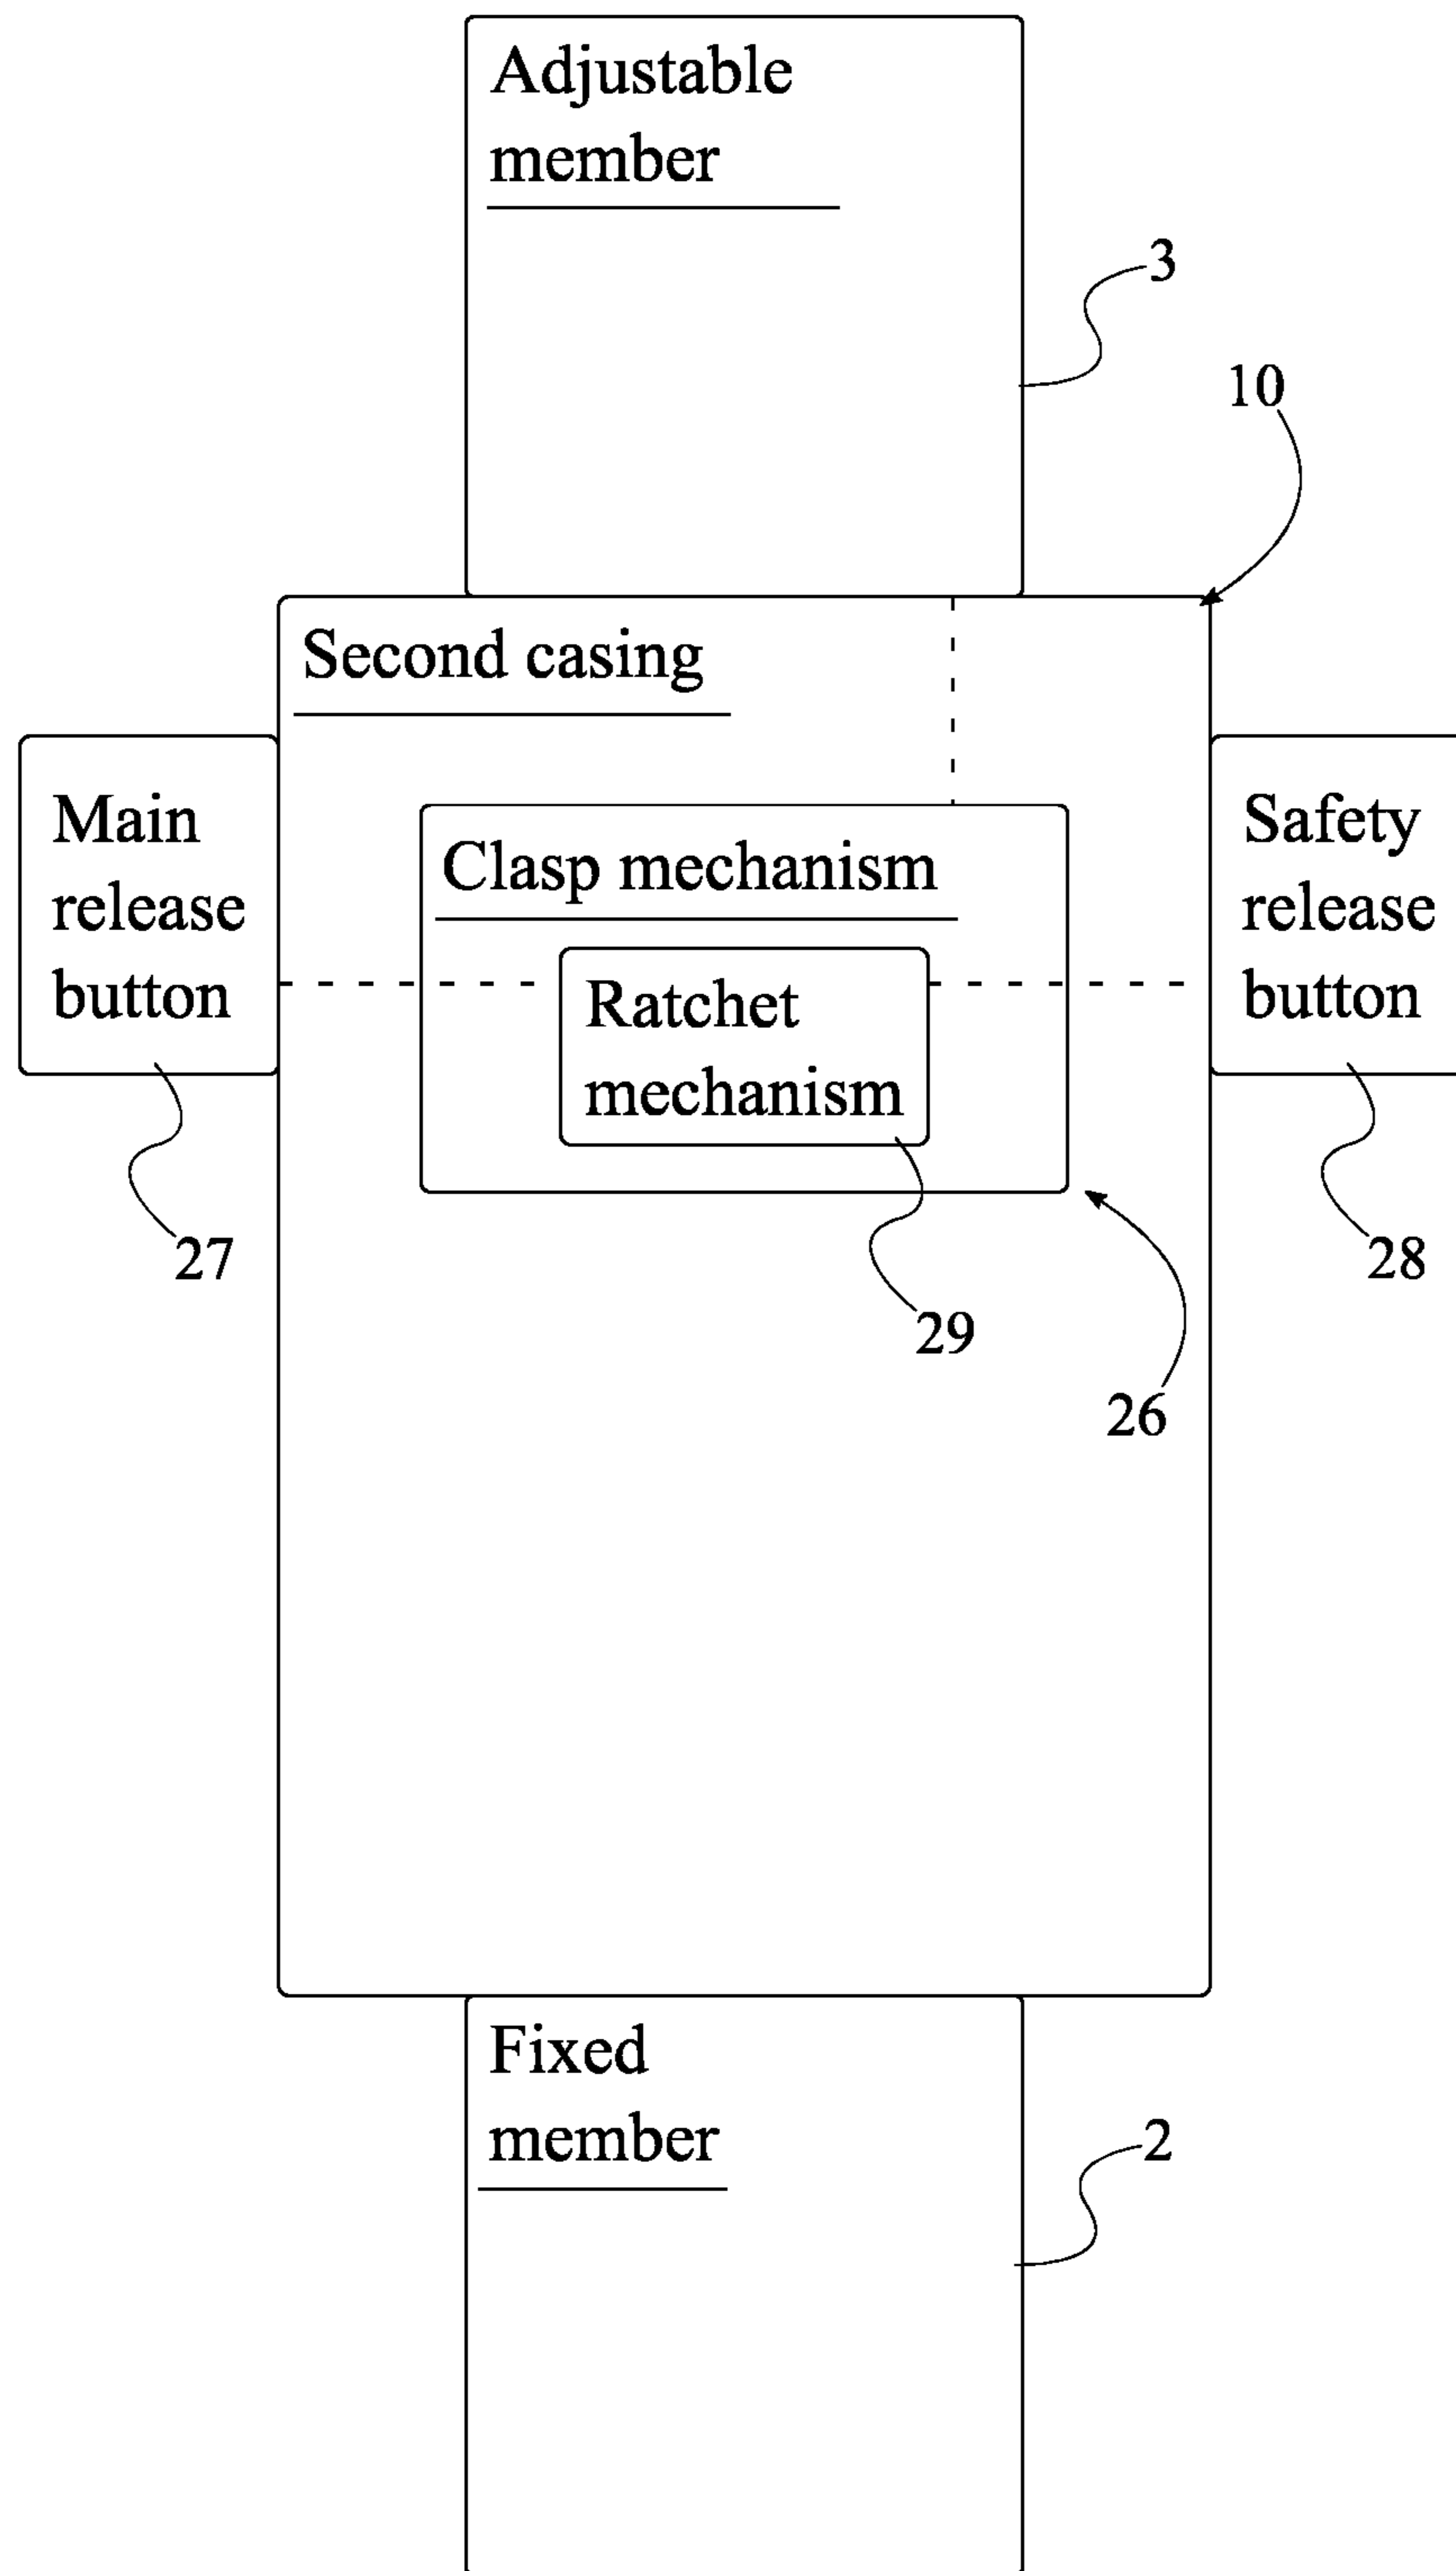 Adjustable
member
3
10
Second casing
Main
release
button
Clasp mechanism
Ratchet
mechanism
Safety
release
button
27
29
28
26
Fixed
member
2